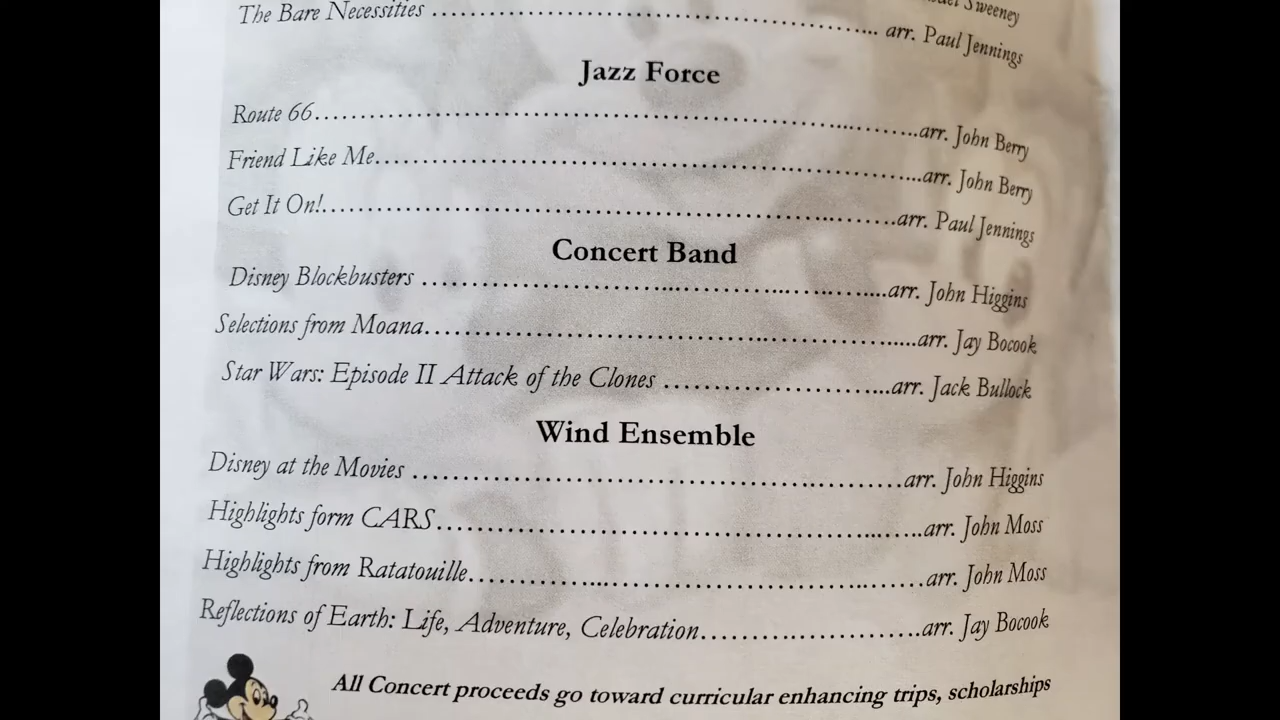 Sweeney
The Bare Necessities ........................................ arr. Paul Jennings
Jazz Force
Route 66........................................arr. John Berry
Friend Like Me........................................arr. John Berry
Get It On!........................................arr. Paul Jennings
Concert Band
Disney Blockbusters ........................................arr. John Higgins
Selections from Moana........................................arr. Jay Bocook
Star Wars: Episode II Attack of the Clones ..............................arr. Jack Bullock
Wind Ensemble
Disney at the Movies ........................................arr. John Higgins
Highlights form CARS........................................arr. John Moss
Highlights from Ratatouille........................................arr. John Moss
Reflections of Earth: Life, Adventure, Celebration..............................arr. Jay Bocook
All Concert proceeds go toward curricular enhancing trips, scholarships